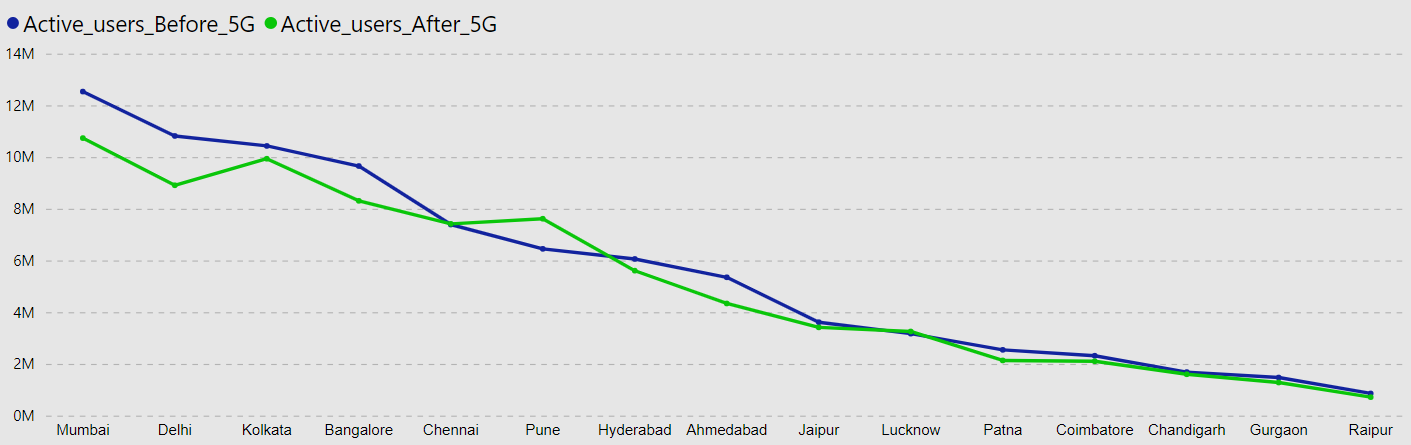 Active_users_Before_5G Active_users_After_5G
14M
12M
10M
8M
6M
4M
2M
0M
Mumbai Delhi Kolkata Bangalore Chennai Pune Hyderabad Ahmedabad Jaipur Lucknow Patna Coimbatore Chandigarh Gurgaon Raipur